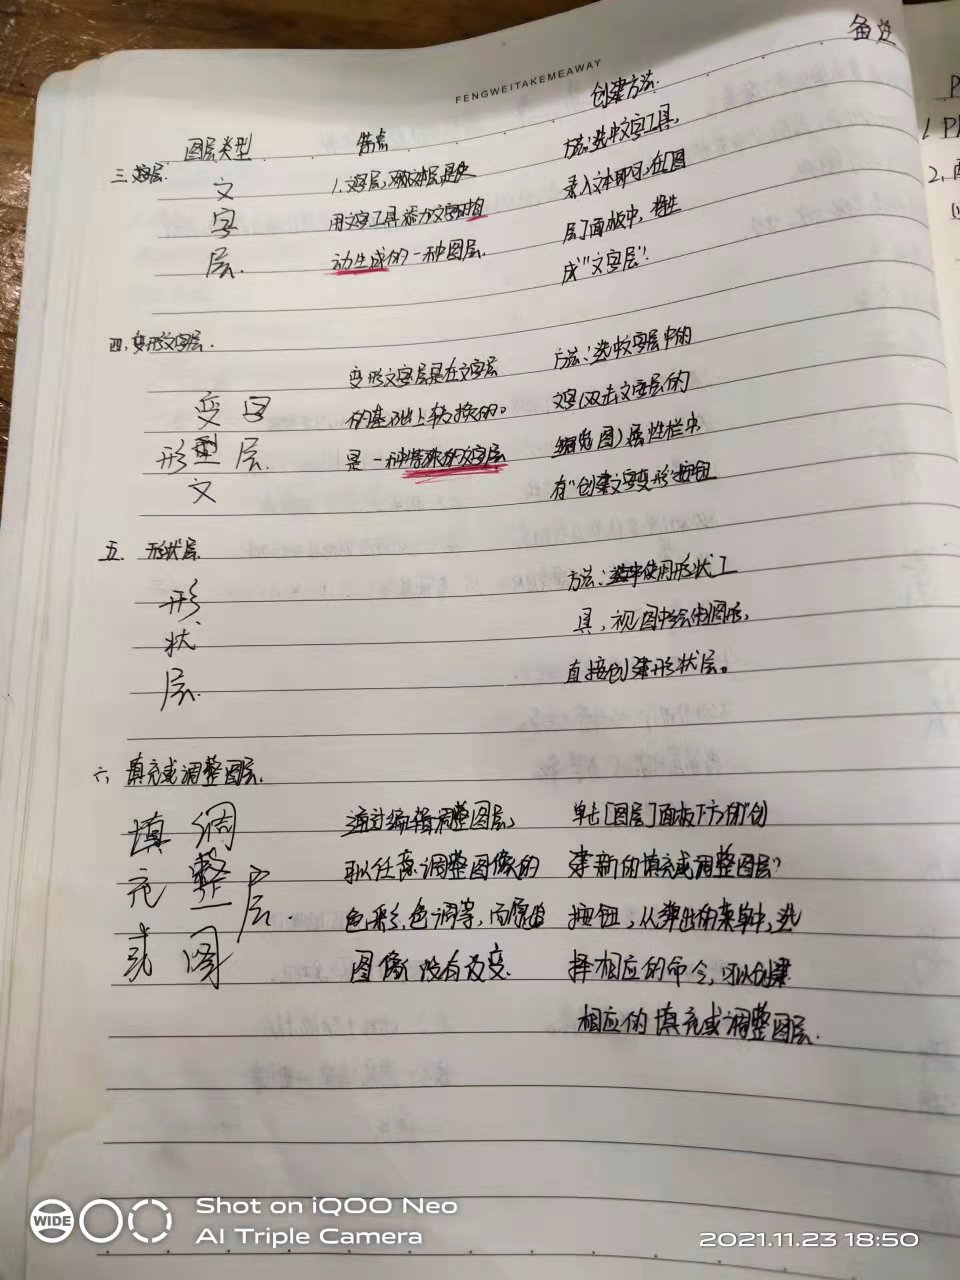 备注
FENGWEITAKEMEAWAY
图层类型 特点 创建方法
三.文字层.
文字层.
1.文字层,
用文字工具添加文字时自
动生成的一种图层.
方法:选中文字工具,
录入文本即可,在[图
层]面板中,将生
成"文字层".
四.变形文字层.
变形文字层.
变形文字层是在文字层
的基础上转换的。
是一种特殊的文字层
方法:选中文字层中的
文字(双击文字层的
缩览图)属性栏中
有"创建文字变形"按钮
五.形状层.
形状层.
方法:使用形状工
具,视图中绘制图形,
直接创建形状层。
六.填充或调整图层.
填充或调整图层.
通过编辑调整图层,
可以任意调整图像的
色彩,色调等,而原始
图像没有改变.
单击[图层]面板下方的"创
建新的填充或调整图层"
按钮,从弹出的菜单中,选
择相应的命令,可以创建
相应的填充或调整图层.
1. P
2.
WIDE
Shot on iQOO Neo
AI Triple Camera
2021.11.23 18:50